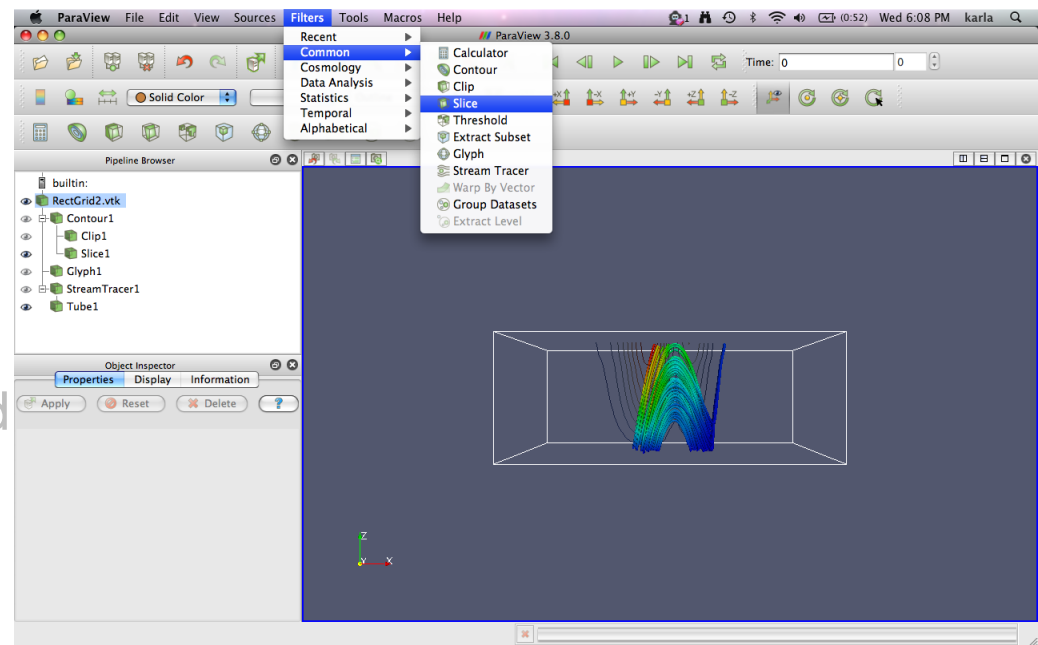 ParaView File Edit View Sources Filters Tools Macros Help 1 (0:52) Wed 6:08 PM karla
ParaView 3.8.0
Recent
Common
Cosmology
Data Analysis
Statistics
Temporal
Alphabetical
Calculator
Contour
Clip
Slice
Threshold
Extract Subset
Glyph
Stream Tracer
Warp By Vector
Group Datasets
Extract Level
Time: 0 0
Solid Color
+X -X +Y -Y +Z -Z
Pipeline Browser
builtin:
RectGrid2.vtk
Contour1
Clip1
Slice1
Glyph1
StreamTracer1
Tube1
Object Inspector
Properties Display Information
Apply Reset Delete ?
Z
Y X